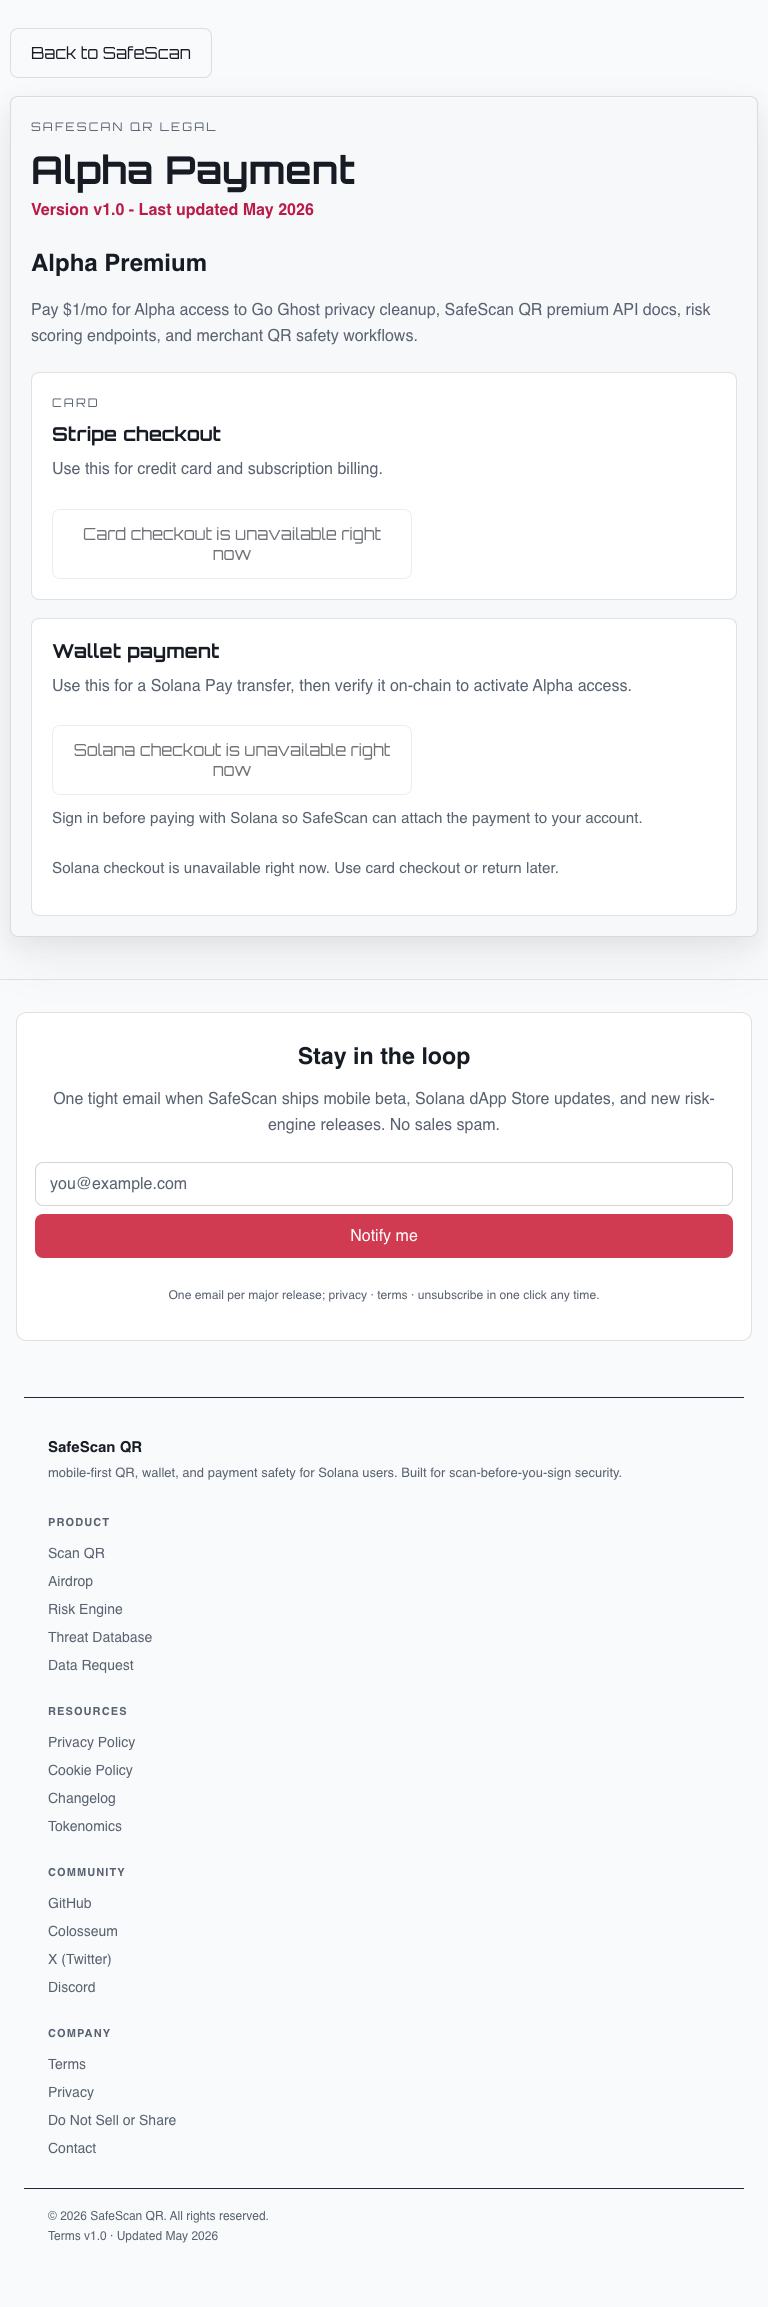 Back to SafeScan
SAFESCAN QR LEGAL
Alpha Payment
Version v1.0 - Last updated May 2026
Alpha Premium
Pay $1/mo for Alpha access to Go Ghost privacy cleanup, SafeScan QR premium API docs, risk
scoring endpoints, and merchant QR safety workflows.
CARD
Stripe checkout
Use this for credit card and subscription billing.
Card checkout is unavailable right
now
Wallet payment
Use this for a Solana Pay transfer, then verify it on-chain to activate Alpha access.
Solana checkout is unavailable right
now
Sign in before paying with Solana so SafeScan can attach the payment to your account.
Solana checkout is unavailable right now. Use card checkout or return later.
Stay in the loop
One tight email when SafeScan ships mobile beta, Solana dApp Store updates, and new risk-
engine releases. No sales spam.
you@example.com
Notify me
One email per major release; privacy · terms · unsubscribe in one click any time.
SafeScan QR
mobile-first QR, wallet, and payment safety for Solana users. Built for scan-before-you-sign security.
PRODUCT
Scan QR
Airdrop
Risk Engine
Threat Database
Data Request
RESOURCES
Privacy Policy
Cookie Policy
Changelog
Tokenomics
COMMUNITY
GitHub
Colosseum
X (Twitter)
Discord
COMPANY
Terms
Privacy
Do Not Sell or Share
Contact
© 2026 SafeScan QR. All rights reserved.
Terms v1.0 · Updated May 2026